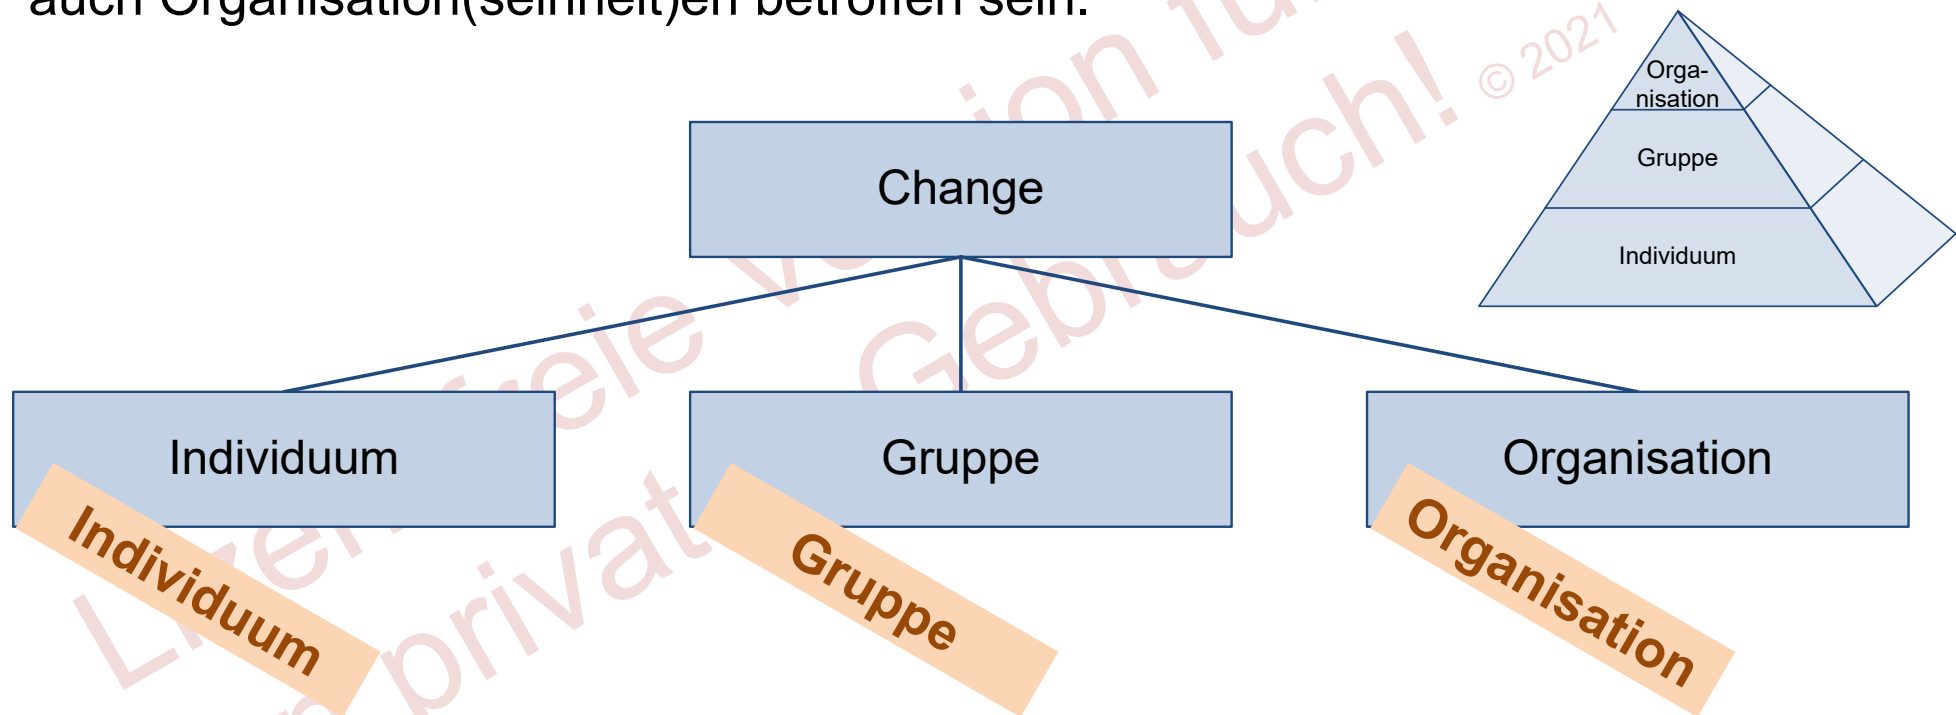 auch Organisation(seinheit)en betroffen sein.
© 2021
Orga-
nisation
Gruppe
Individuum
Change
Individuum
Gruppe
Organisation
Individuum
Gruppe
Organisation